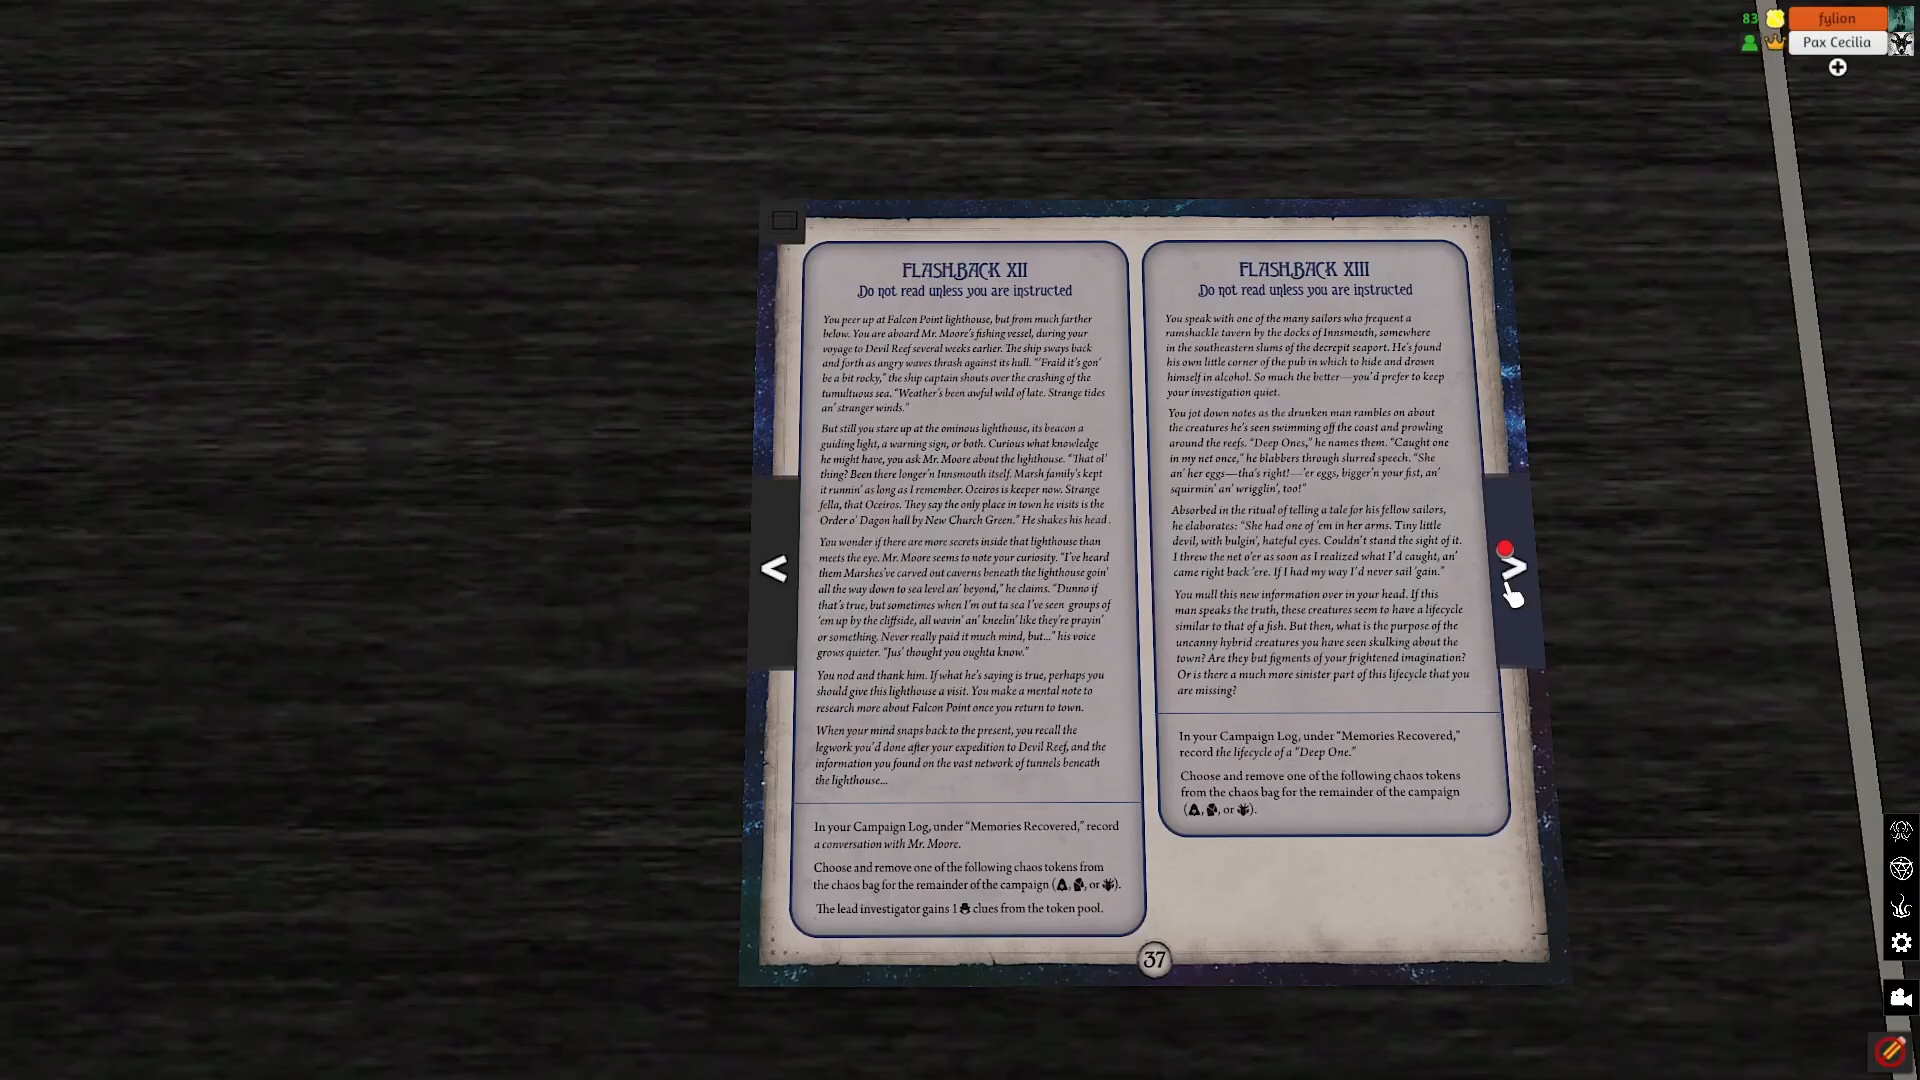 83
fylion
Pax Cecilia
FLASHBACK XII
Do not read unless you are instructed
You peer up at Falcon Point lighthouse, but from much farther
below. You are aboard Mr. Moore's fishing vessel, during your
voyage to Devil Reef several weeks earlier. The ship sways back
and forth as angry waves thrash against its hull. "'Fraid it's gon'
be a bit rocky," the ship captain shouts over the crashing of the
tumultuous sea. "Weather's been awful wild of late. Strange tides
an' stranger winds."
But still you stare up at the ominous lighthouse, its beacon a
guiding light, a warning sign, or both. Curious what knowledge
he might have, you ask Mr. Moore about the lighthouse. "That ol'
thing? Been there longer'n Innsmouth itself. Marsh family's kept
it runnin' as long as I remember. Oceiros is keeper now. Strange
fella, that Oceiros. They say the only place in town he visits is the
Order o' Dagon hall by New Church Green." He shakes his head.
You wonder if there are more secrets inside that lighthouse than
meets the eye. Mr. Moore seems to note your curiosity. "I've heard
them Marshes've carved out caverns beneath the lighthouse goin'
all the way down to sea level an' beyond," he claims. "Dunno if
that's true, but sometimes when I'm out ta sea I've seen groups of
'em up by the cliffside, all wavin' an' kneelin' like they're prayin'
or something. Never really paid it much mind, but..." his voice
grows quieter. "Jus' thought you oughta know."
You nod and thank him. If what he's saying is true, perhaps you
should give this lighthouse a visit. You make a mental note to
research more about Falcon Point once you return to town.
When your mind snaps back to the present, you recall the
legwork you'd done after your expedition to Devil Reef, and the
information you found on the vast network of tunnels beneath
the lighthouse...
In your Campaign Log, under "Memories Recovered," record
a conversation with Mr. Moore.
Choose and remove one of the following chaos tokens from
the chaos bag for the remainder of the campaign (, , or ).
The lead investigator gains 1 clues from the token pool.
FLASHBACK XIII
Do not read unless you are instructed
You speak with one of the many sailors who frequent a
ramshackle tavern by the docks of Innsmouth, somewhere
in the southeastern slums of the decrepit seaport. He's found
his own little corner of the pub in which to hide and drown
himself in alcohol. So much the better—you'd prefer to keep
your investigation quiet.
You jot down notes as the drunken man rambles on about
the creatures he's seen swimming off the coast and prowling
around the reefs. "Deep Ones," he names them. "Caught one
in my net once," he blabbers through slurred speech. "She
an' her eggs—tha's right!—'er eggs, bigger'n your fist, an'
squirmin' an' wrigglin', too!"
Absorbed in the ritual of telling a tale for his fellow sailors,
he elaborates: "She had one of 'em in her arms. Tiny little
devil, with bulgin', hateful eyes. Couldn't stand the sight of it.
I threw the net o'er as soon as I realized what I'd caught, an'
came right back 'ere. If I had my way I'd never sail 'gain."
You mull this new information over in your head. If this
man speaks the truth, these creatures seem to have a lifecycle
similar to that of a fish. But then, what is the purpose of the
uncanny hybrid creatures you have seen skulking about the
town? Are they but figments of your frightened imagination?
Or is there a much more sinister part of this lifecycle that you
are missing?
In your Campaign Log, under "Memories Recovered,"
record the lifecycle of a "Deep One."
Choose and remove one of the following chaos tokens
from the chaos bag for the remainder of the campaign
(, , or ).
37